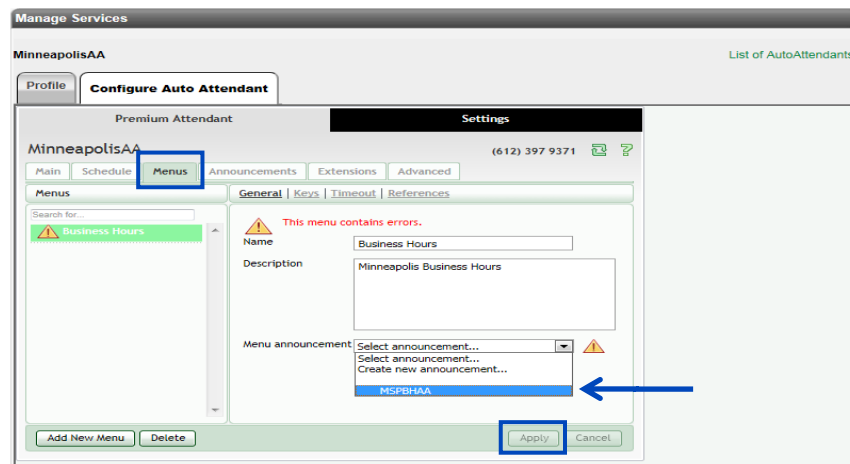 Manage Services
MinneapolisAA List of AutoAttendants
Profile Configure Auto Attendant
Premium Attendant Settings
MinneapolisAA (612) 397 9371
Main Schedule Menus Announcements Extensions Advanced
Menus General | Keys | Timeout | References
Search for...
This menu contains errors.
Business Hours
Name Business Hours
Description Minneapolis Business Hours
Menu announcement Select announcement...
Select announcement...
Create new announcement...
MSPBHAA
Add New Menu Delete Apply Cancel